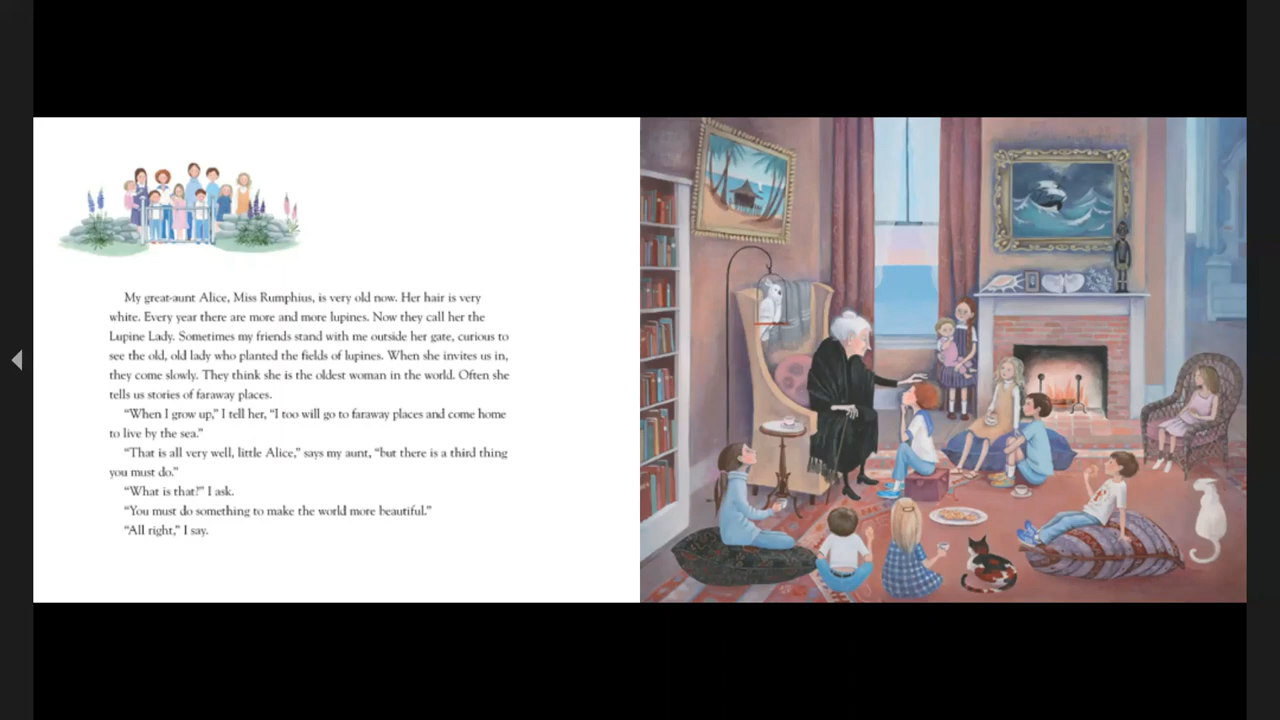 My great-aunt Alice, Miss Rumphius, is very old now. Her hair is very
white. Every year there are more and more lupines. Now they call her the
Lupine Lady. Sometimes my friends stand with me outside her gate, curious to
see the old, old lady who planted the fields of lupines. When she invites us in,
they come slowly. They think she is the oldest woman in the world. Often she
tells us stories of faraway places.
“When I grow up,” I tell her, “I too will go to faraway places and come home
to live by the sea.”
“That is all very well, little Alice,” says my aunt, “but there is a third thing
you must do.”
“What is that?” I ask.
“You must do something to make the world more beautiful.”
“All right,” I say.